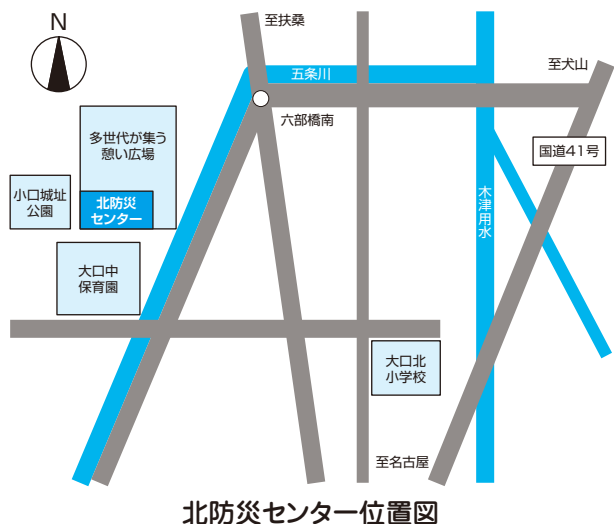 N
至扶桑
五条川
至犬山
六部橋南
多世代が集う
憩い広場
国道41号
小口城址
公園
北防災
センター
木津用水
大口中
保育園
大口北
小学校
至名古屋
北防災センター位置図